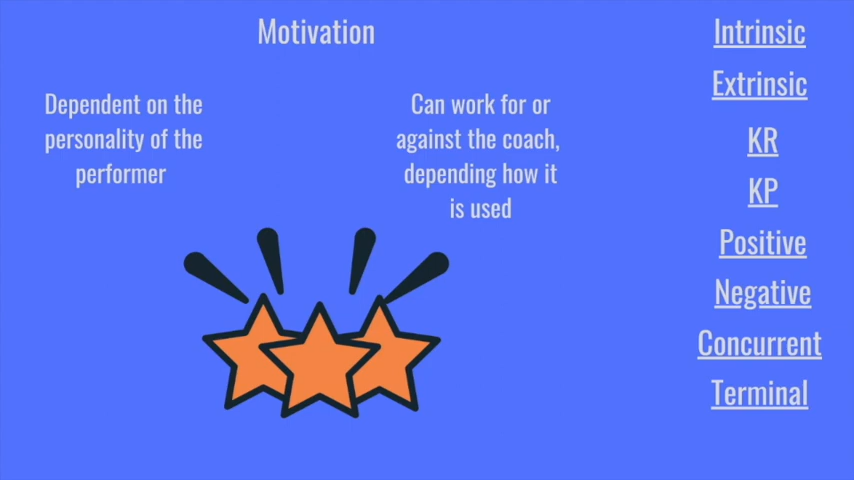 Motivation
Dependent on the
personality of the
performer
Can work for or
against the coach,
depending how it
is used
Intrinsic
Extrinsic
KR
KP
Positive
Negative
Concurrent
Terminal